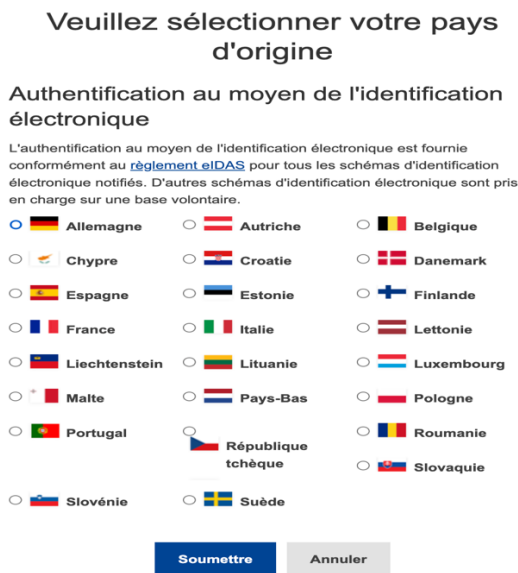 Veuillez sélectionner votre pays
d'origine
Authentification au moyen de l'identification
électronique
L'authentification au moyen de l'identification électronique est fournie
conformément au règlement eIDAS pour tous les schémas d'identification
électronique notifiés. D'autres schémas d'identification électronique sont pris
en charge sur une base volontaire.
Allemagne Autriche Belgique
Chypre Croatie Danemark
Espagne Estonie Finlande
France Italie Lettonie
Liechtenstein Lituanie Luxembourg
Malte Pays-Bas Pologne
Portugal République Roumanie
tchèque Slovaquie
Slovénie Suède
Soumettre Annuler